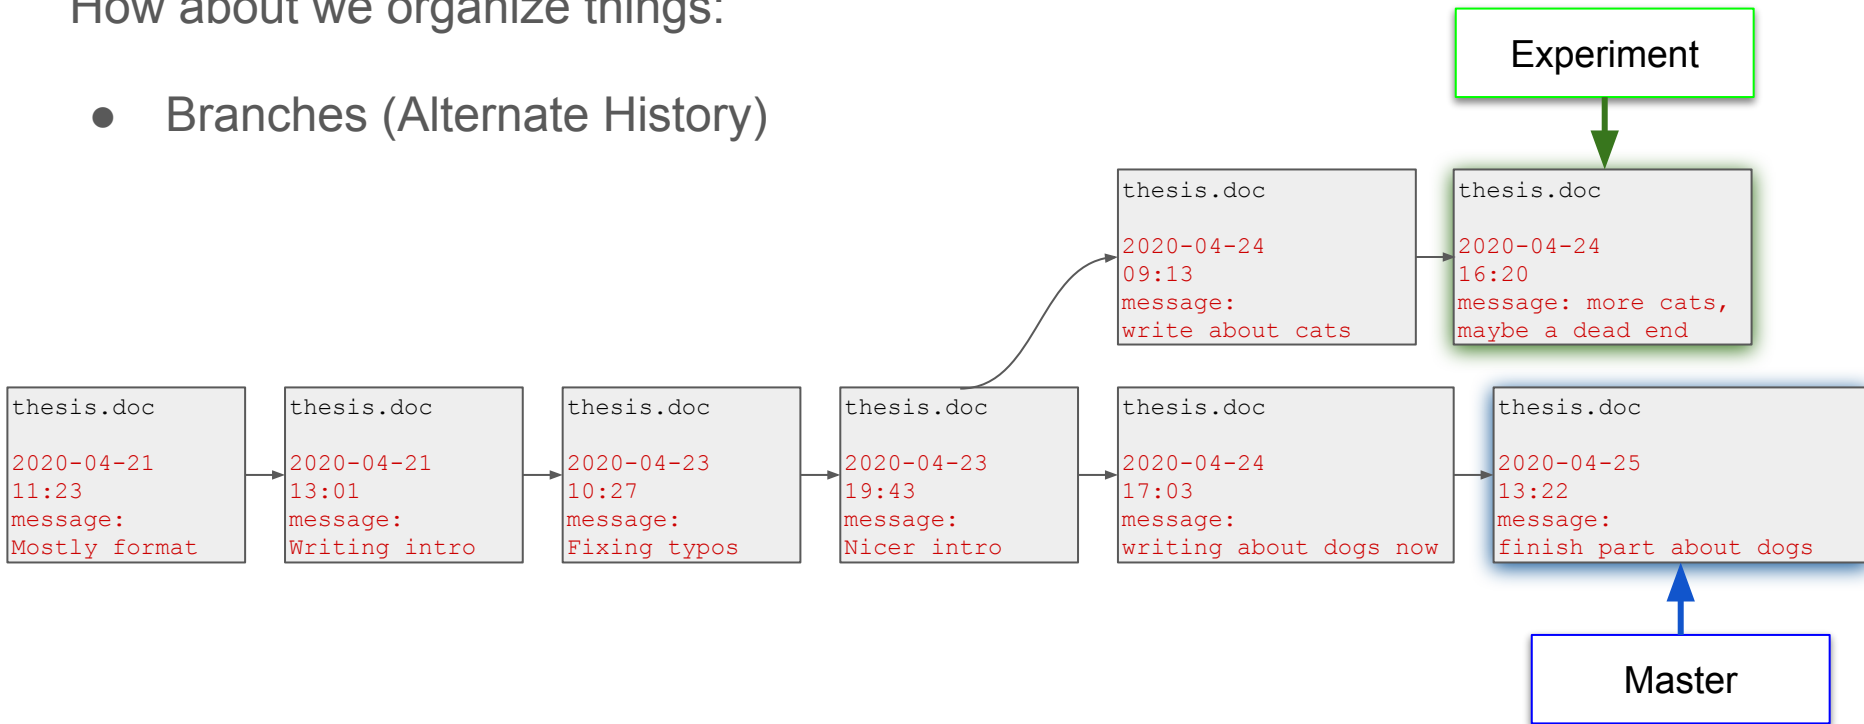 How about we organize things:
● Branches (Alternate History)
Experiment
thesis.doc
2020-04-24
09:13
message:
write about cats
thesis.doc
2020-04-24
16:20
message: more cats,
maybe a dead end
thesis.doc
2020-04-21
11:23
message:
Mostly format
thesis.doc
2020-04-21
13:01
message:
Writing intro
thesis.doc
2020-04-23
10:27
message:
Fixing typos
thesis.doc
2020-04-23
19:43
message:
Nicer intro
thesis.doc
2020-04-24
17:03
message:
writing about dogs now
thesis.doc
2020-04-25
13:22
message:
finish part about dogs
Master